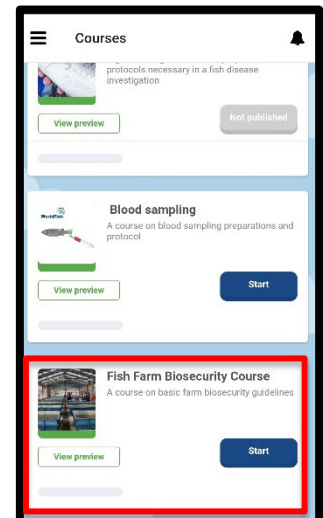 Courses
protocols necessary in a fish disease
investigation
View preview
Not published
WorldFish
Blood sampling
A course on blood sampling preparations and
protocol
View preview
Start
Fish Farm Biosecurity Course
A course on basic farm biosecurity guidelines
View preview
Start